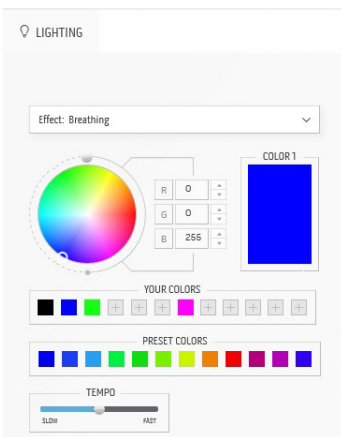 LIGHTING
Effect: Breathing
COLOR 1
R 0
G 0
B 255
YOUR COLORS
PRESET COLORS
TEMPO
SLOW FAST